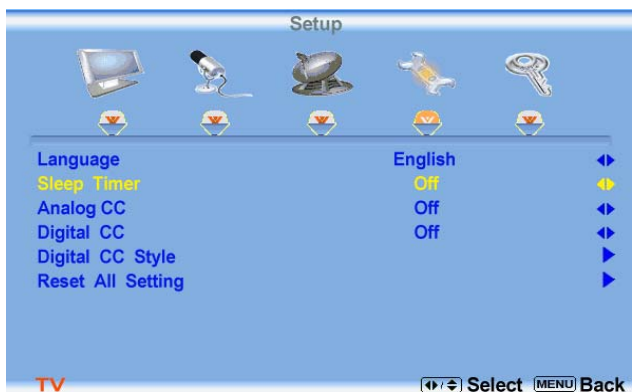 Setup
Language English
Sleep Timer Off
Analog CC Off
Digital CC Off
Digital CC Style
Reset All Setting
TV Select MENU Back